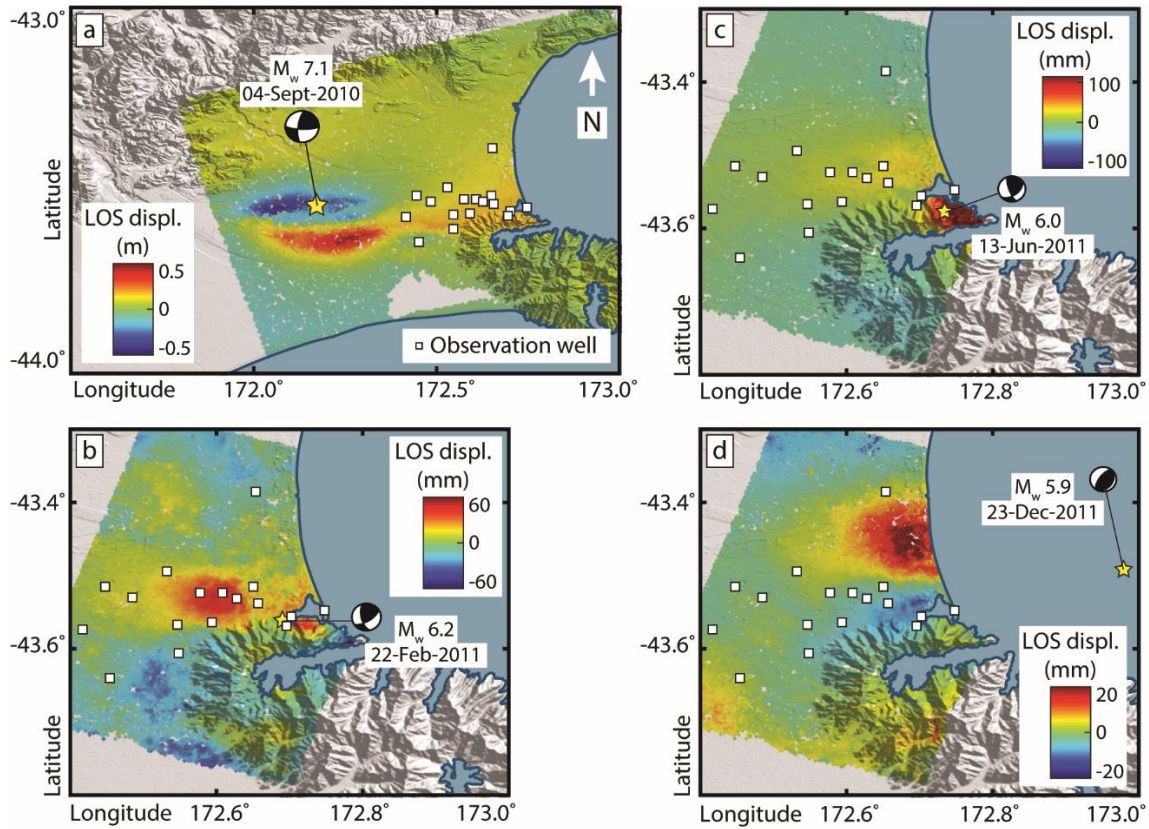 a
-43.0°
M_w 7.1
04-Sept-2010
N
Latitude
LOS displ.
(m)
0.5
0
-0.5
Observation well
-44.0°
Longitude
172.0°
172.5°
173.0°
c
LOS displ.
(mm)
100
0
-100
-43.4°
Latitude
-43.6°
M_w 6.0
13-Jun-2011
Longitude
172.6°
172.8°
173.0°
b
LOS displ.
(mm)
60
0
-60
-43.4°
-43.6°
M_w 6.2
22-Feb-2011
Latitude
Longitude
172.6°
172.8°
173.0°
d
-43.4°
M_w 5.9
23-Dec-2011
-43.6°
LOS displ.
(mm)
20
0
-20
Latitude
Longitude
172.6°
172.8°
173.0°